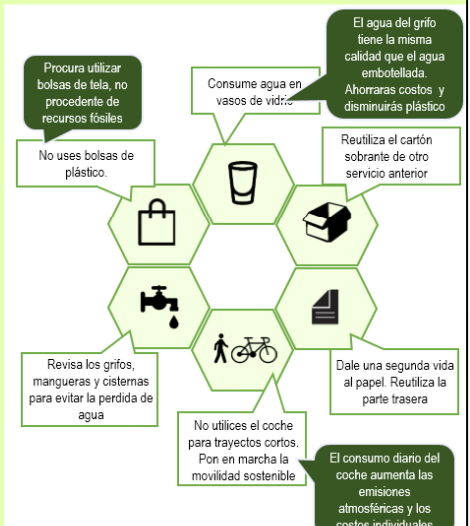 El agua del grifo
tiene la misma
calidad que el agua
embotellada.
Ahorraras costos y
disminuirás plástico
Procura utilizar
bolsas de tela, no
procedente de
recursos fósiles
Consume agua en
vasos de vidrio
No uses bolsas de
plástico.
Reutiliza el cartón
sobrante de otro
servicio anterior
Revisa los grifos,
mangueras y cisternas
para evitar la perdida de
agua
Dale una segunda vida
al papel. Reutiliza la
parte trasera
No utilices el coche
para trayectos cortos.
Pon en marcha la
movilidad sostenible
El consumo diario del
coche aumenta las
emisiones
atmosféricas y los
costos individuales